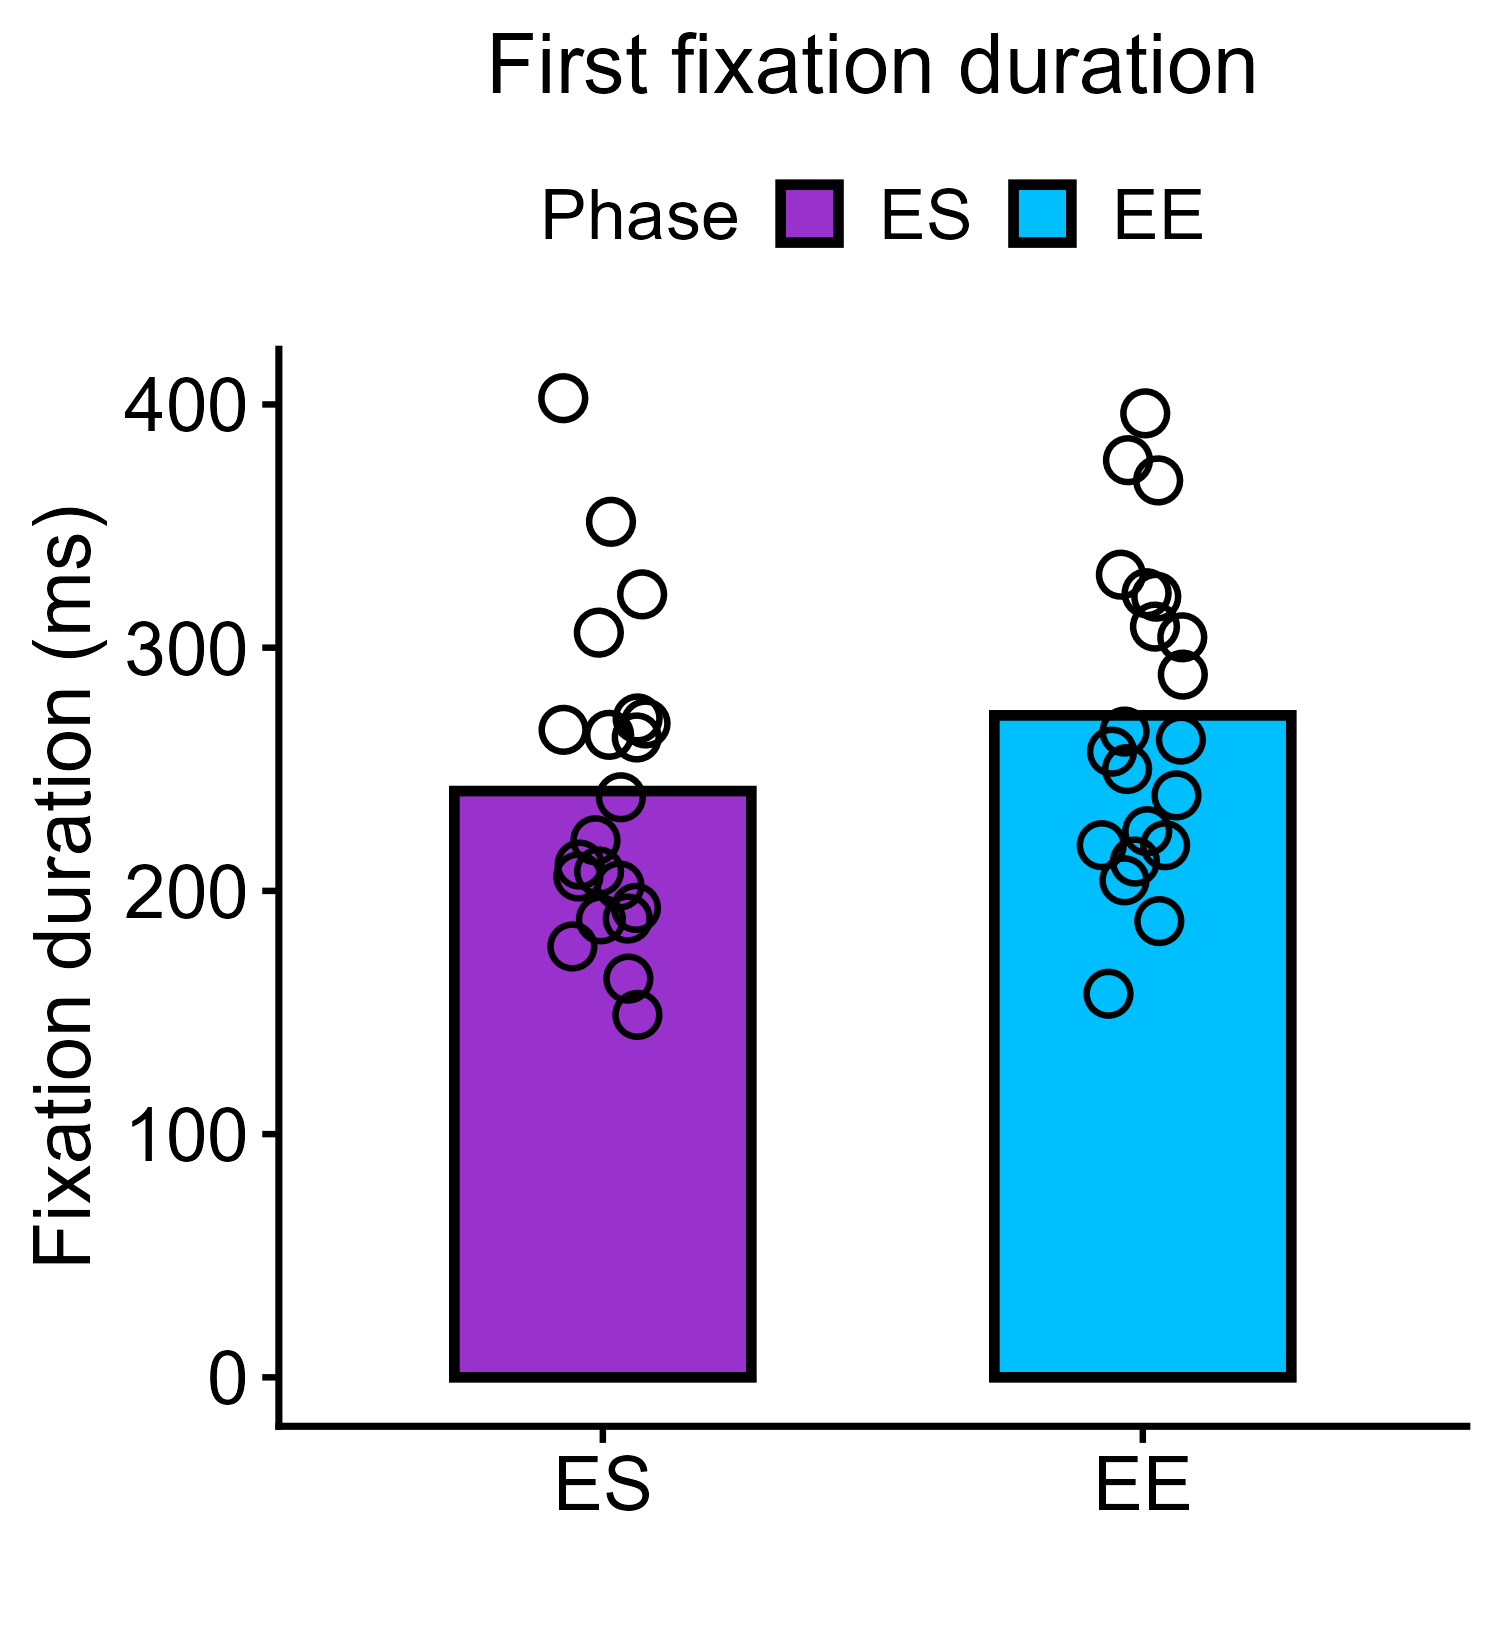 First fixation duration
Phase ES EE
Fixation duration (ms)
400
300
200
100
0
ES EE